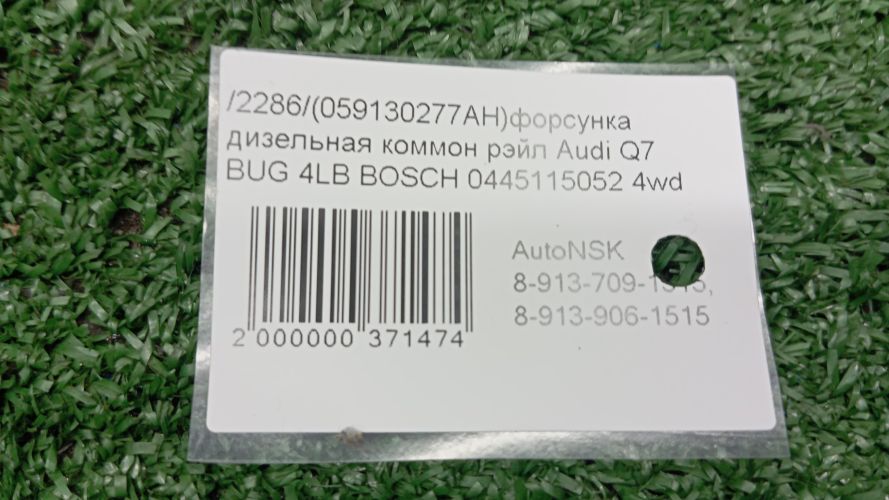 /2286/(059130277AH)форсунка
дизельная коммон рэйл Audi Q7
BUG 4LB BOSCH 0445115052 4wd
AutoNSK
8-913-709-1515,
8-913-906-1515
2 000000 371474